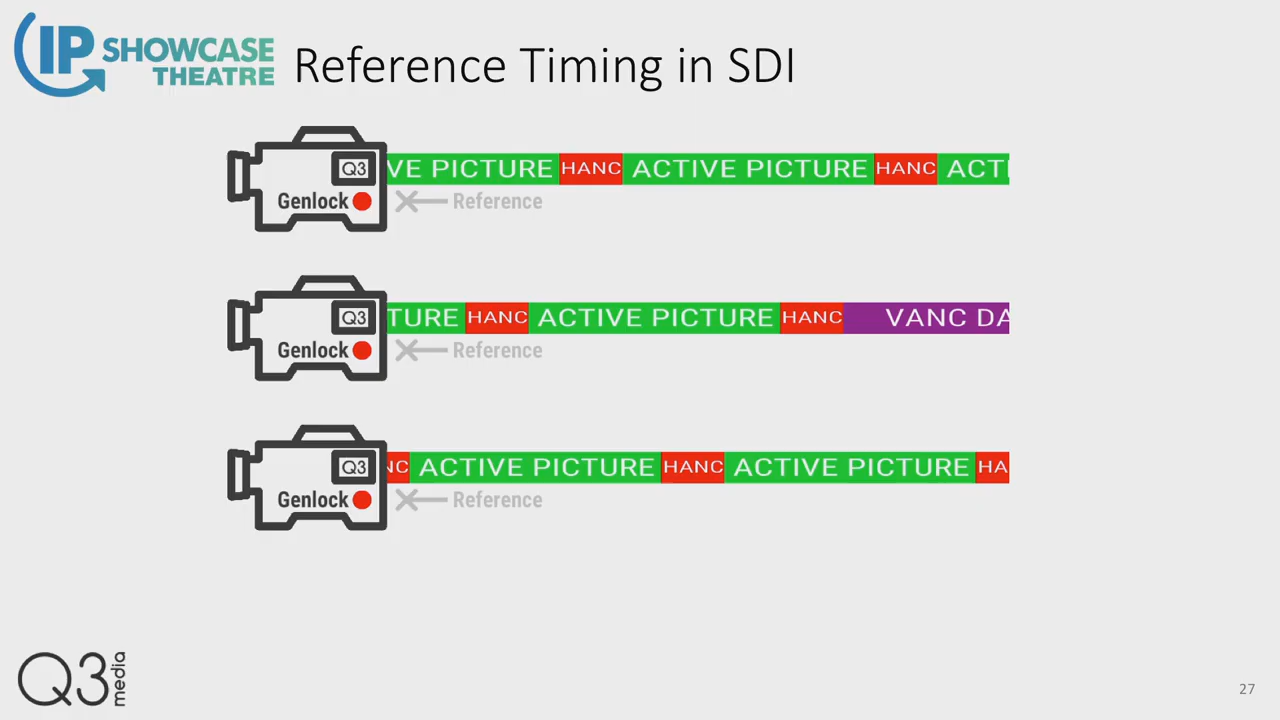 IP SHOWCASE
THEATRE
Reference Timing in SDI
Q3
VE PICTURE HANC ACTIVE PICTURE HANC ACTI
Genlock Reference
Q3
TURE HANC ACTIVE PICTURE HANC VANC DA
Genlock Reference
Q3
NC ACTIVE PICTURE HANC ACTIVE PICTURE HA
Genlock Reference
Q3 media
27